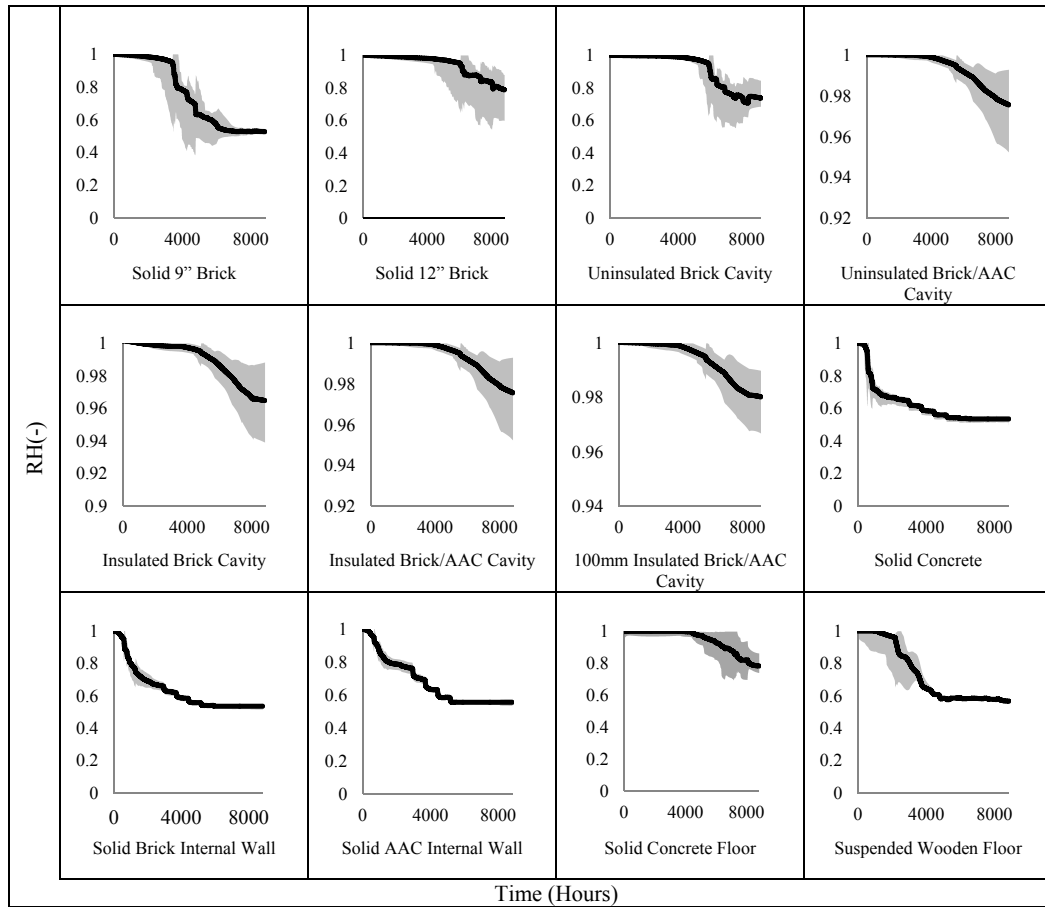 RH(-)
1
0.8
0.6
0.4
0.2
0
0 4000 8000
Solid 9” Brick
1
0.8
0.6
0.4
0.2
0
0 4000 8000
Solid 12” Brick
1
0.8
0.6
0.4
0.2
0
0 4000 8000
Uninsulated Brick Cavity
1
0.98
0.96
0.94
0.92
0 4000 8000
Uninsulated Brick/AAC
Cavity
1
0.98
0.96
0.94
0.92
0.9
0 4000 8000
Insulated Brick Cavity
1
0.98
0.96
0.94
0.92
0 4000 8000
Insulated Brick/AAC Cavity
1
0.98
0.96
0.94
0 4000 8000
100mm Insulated Brick/AAC
Cavity
1
0.8
0.6
0.4
0.2
0
0 4000 8000
Solid Concrete
1
0.8
0.6
0.4
0.2
0
0 4000 8000
Solid Brick Internal Wall
1
0.8
0.6
0.4
0.2
0
0 4000 8000
Solid AAC Internal Wall
1
0.8
0.6
0.4
0.2
0
0 4000 8000
Solid Concrete Floor
1
0.8
0.6
0.4
0.2
0
0 4000 8000
Suspended Wooden Floor
Time (Hours)